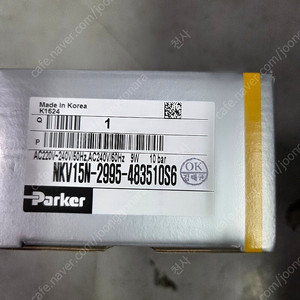 Made in Korea
K1624
Q 1
P
AC220V-240V/50Hz,AC240V/60Hz 9W 10 bar
NKV15N-2995-483510S6
OK
Parker